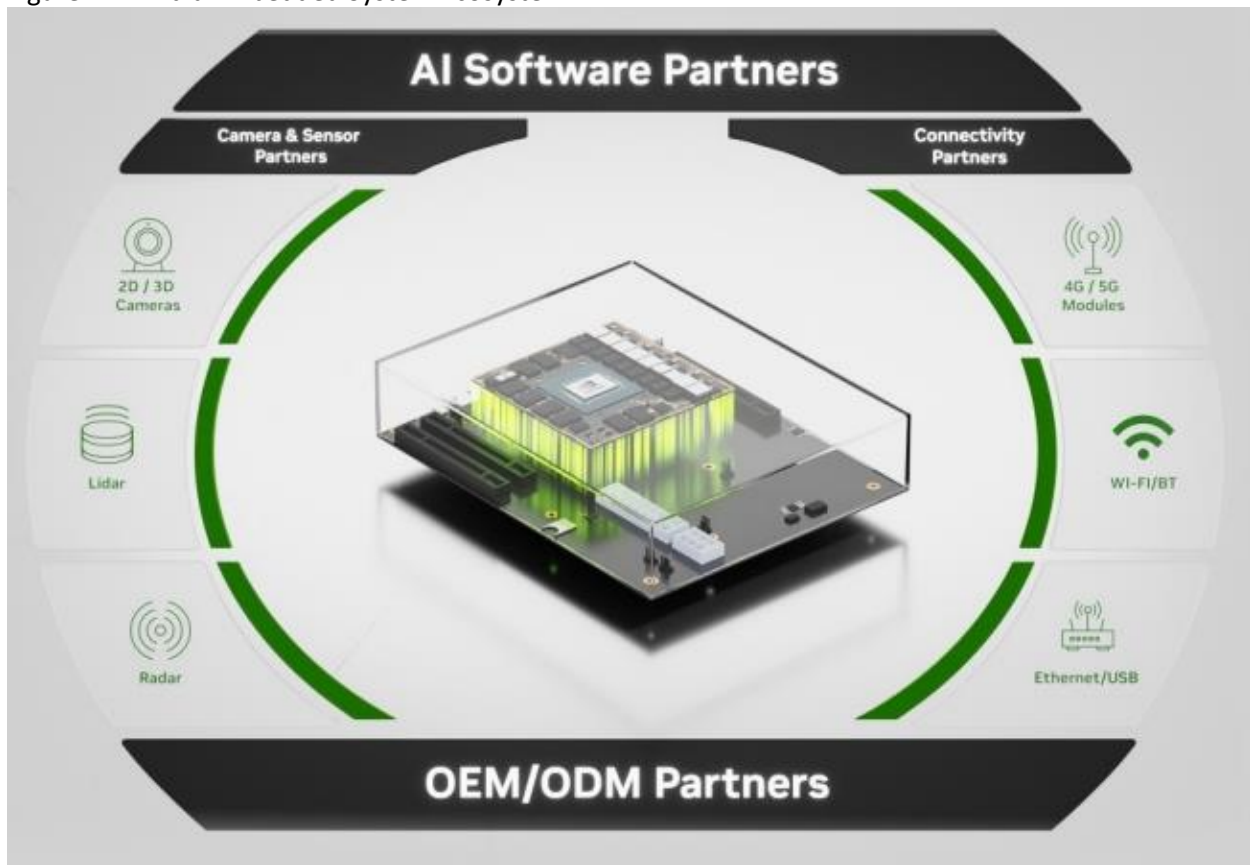 AI Software Partners
Camera & Sensor
Partners
Connectivity
Partners
2D / 3D
Cameras
4G / 5G
Modules
Lidar
WI-FI/BT
Radar
Ethernet/USB
OEM/ODM Partners